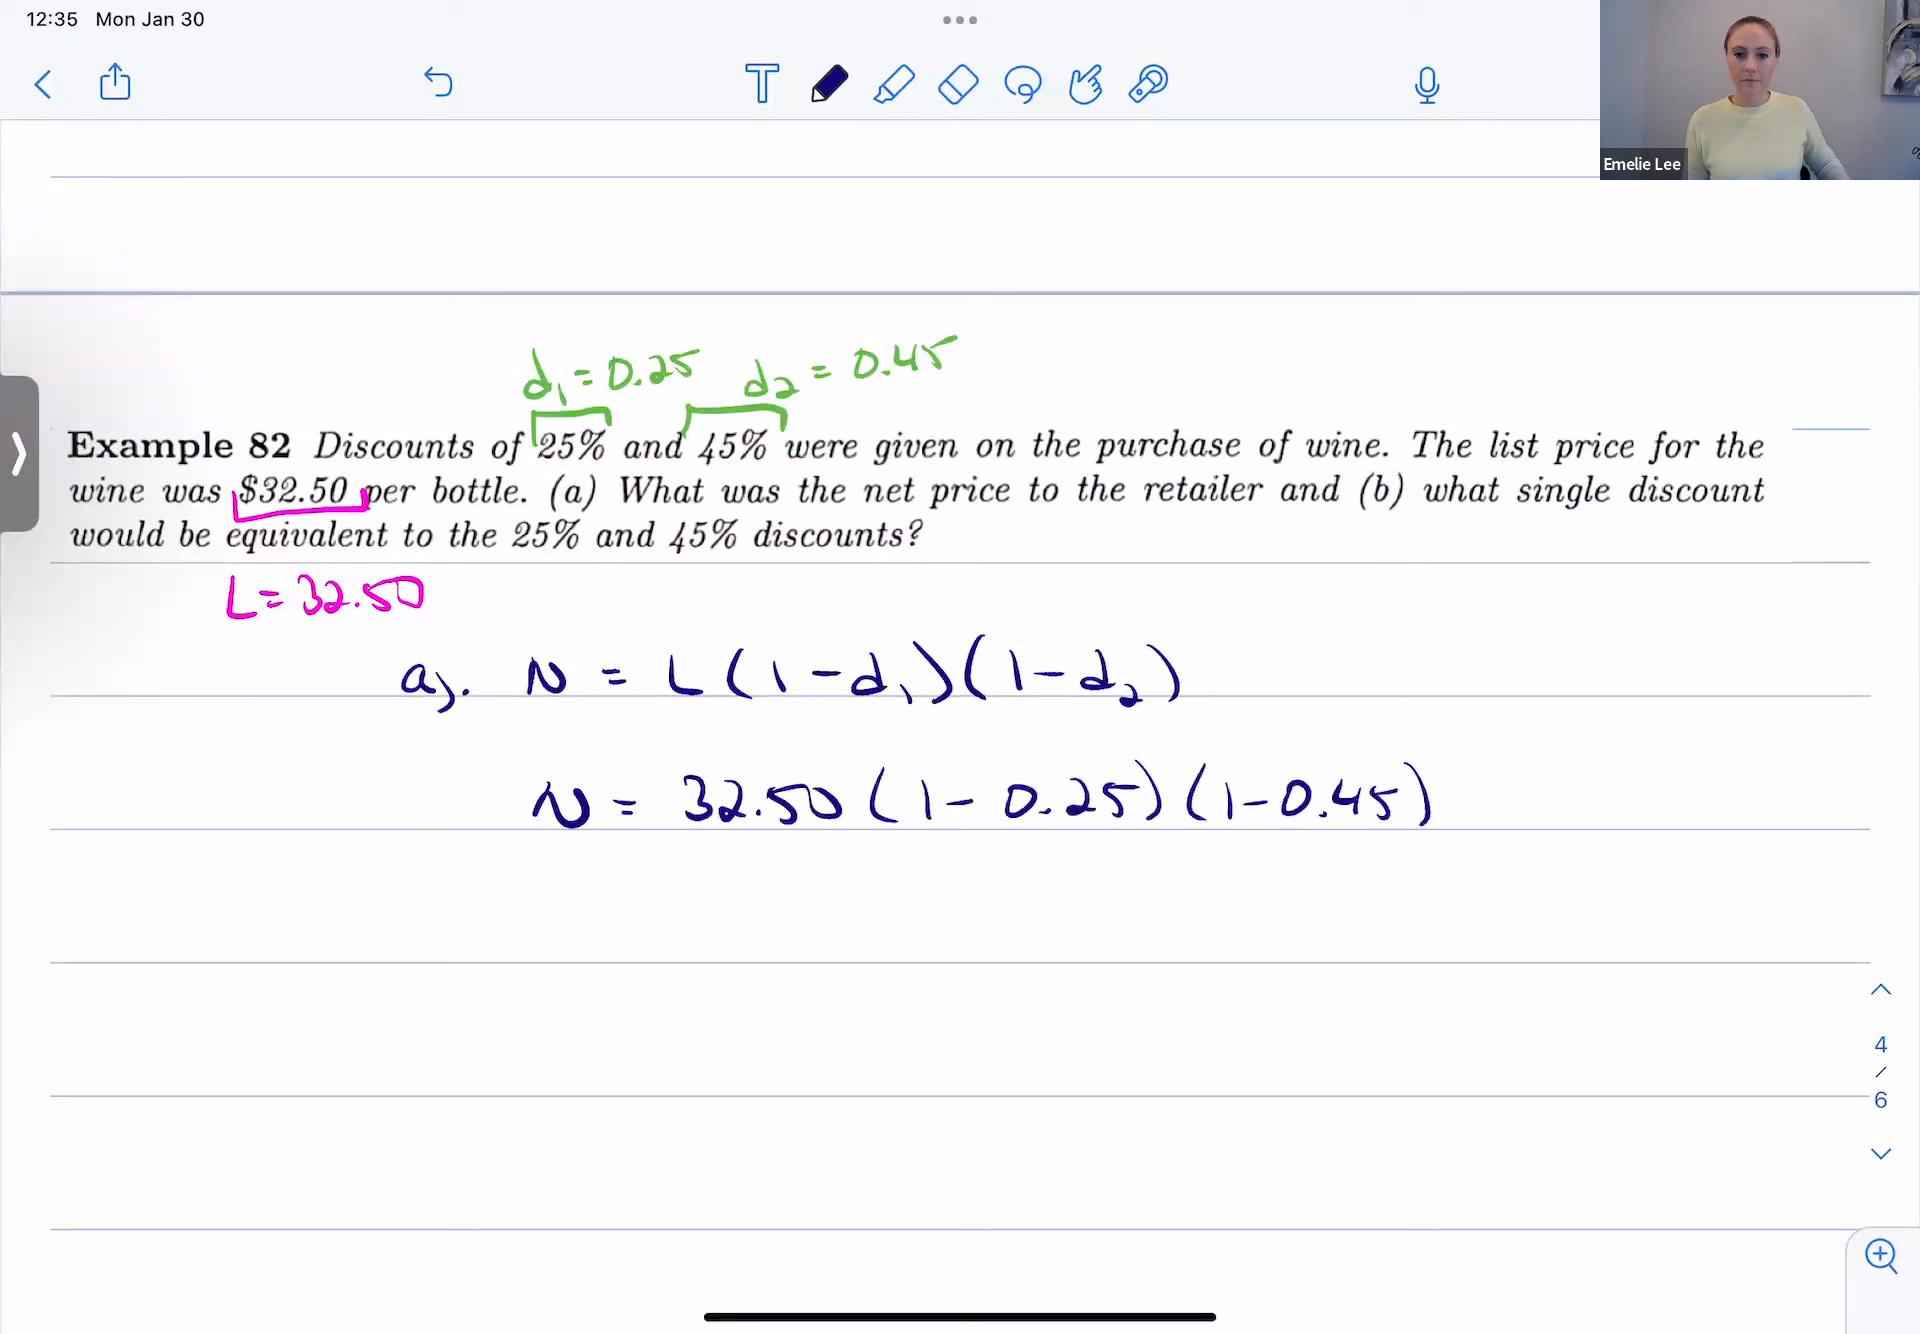 12:35 Mon Jan 30
Emelie Lee
d₁ = 0.25 d₂ = 0.45
Example 82 Discounts of 25% and 45% were given on the purchase of wine. The list price for the
wine was $32.50 per bottle. (a) What was the net price to the retailer and (b) what single discount
would be equivalent to the 25% and 45% discounts?
L = 32.50
a). N = L (1 - d₁) (1 - d₂)
N = 32.50 (1 - 0.25) (1 - 0.45)
4
/
6